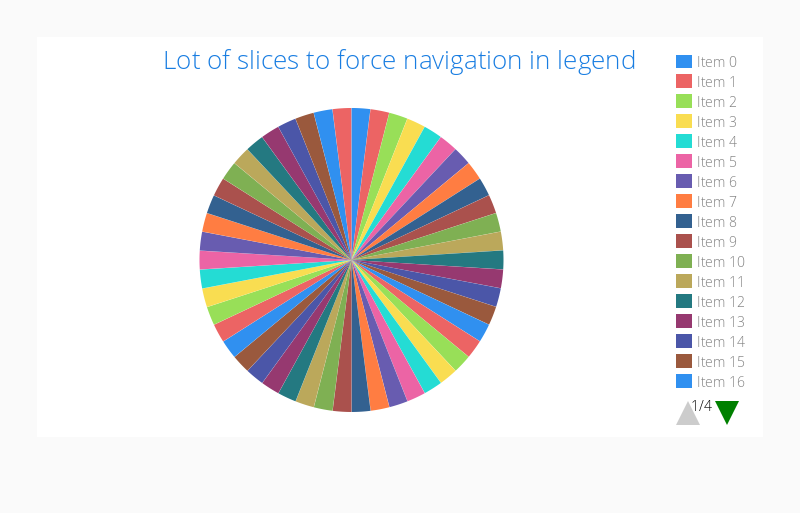 Lot of slices to force navigation in legend
Item 0
Item 1
Item 2
Item 3
Item 4
Item 5
Item 6
Item 7
Item 8
Item 9
Item 10
Item 11
Item 12
Item 13
Item 14
Item 15
Item 16
1/4